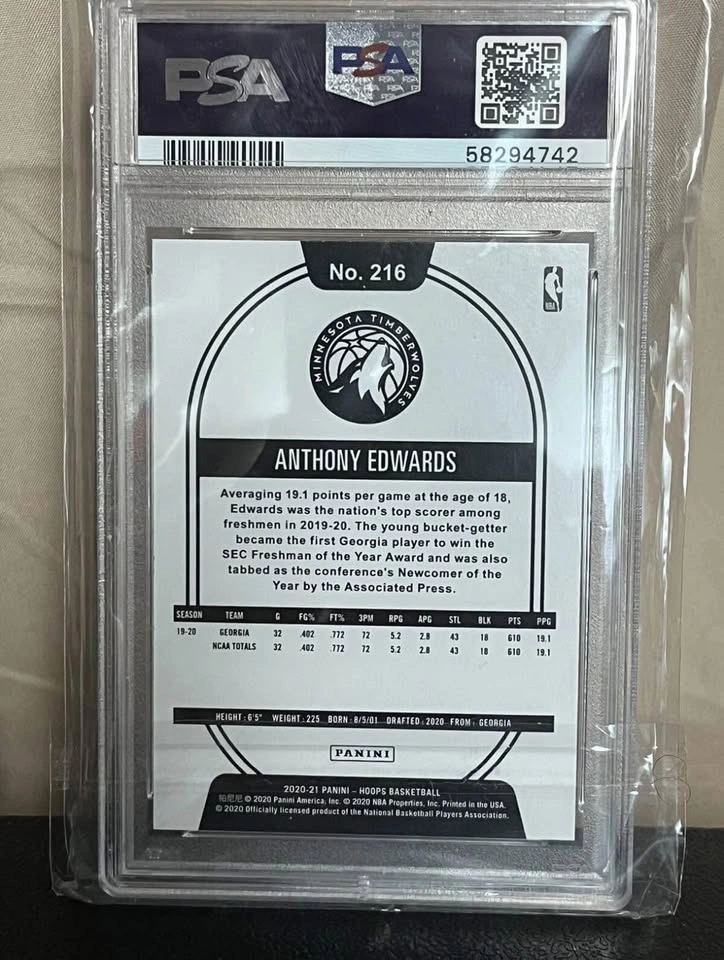 PSA
PSA
58294742
No. 216
NBA
MINNESOTA TIMBERWOLVES
ANTHONY EDWARDS
Averaging 19.1 points per game at the age of 18,
Edwards was the nation's top scorer among
freshmen in 2019-20. The young bucket-getter
became the first Georgia player to win the
SEC Freshman of the Year Award and was also
tabbed as the conference's Newcomer of the
Year by the Associated Press.
SEASON TEAM G FG% FT% 3PM RPG APG STL BLK PTS PPG
19-20 GEORGIA 32 .402 .772 72 5.2 2.8 43 18 610 19.1
NCAA TOTALS 32 .402 .772 72 5.2 2.8 43 18 610 19.1
HEIGHT: 6'5" WEIGHT: 225 BORN: 8/5/01 DRAFTED: 2020 FROM: GEORGIA
PANINI
2020-21 PANINI – HOOPS BASKETBALL
帕尼尼 © 2020 Panini America, Inc. © 2020 NBA Properties, Inc. Printed in the USA.
© 2020 Officially licensed product of the National Basketball Players Association.